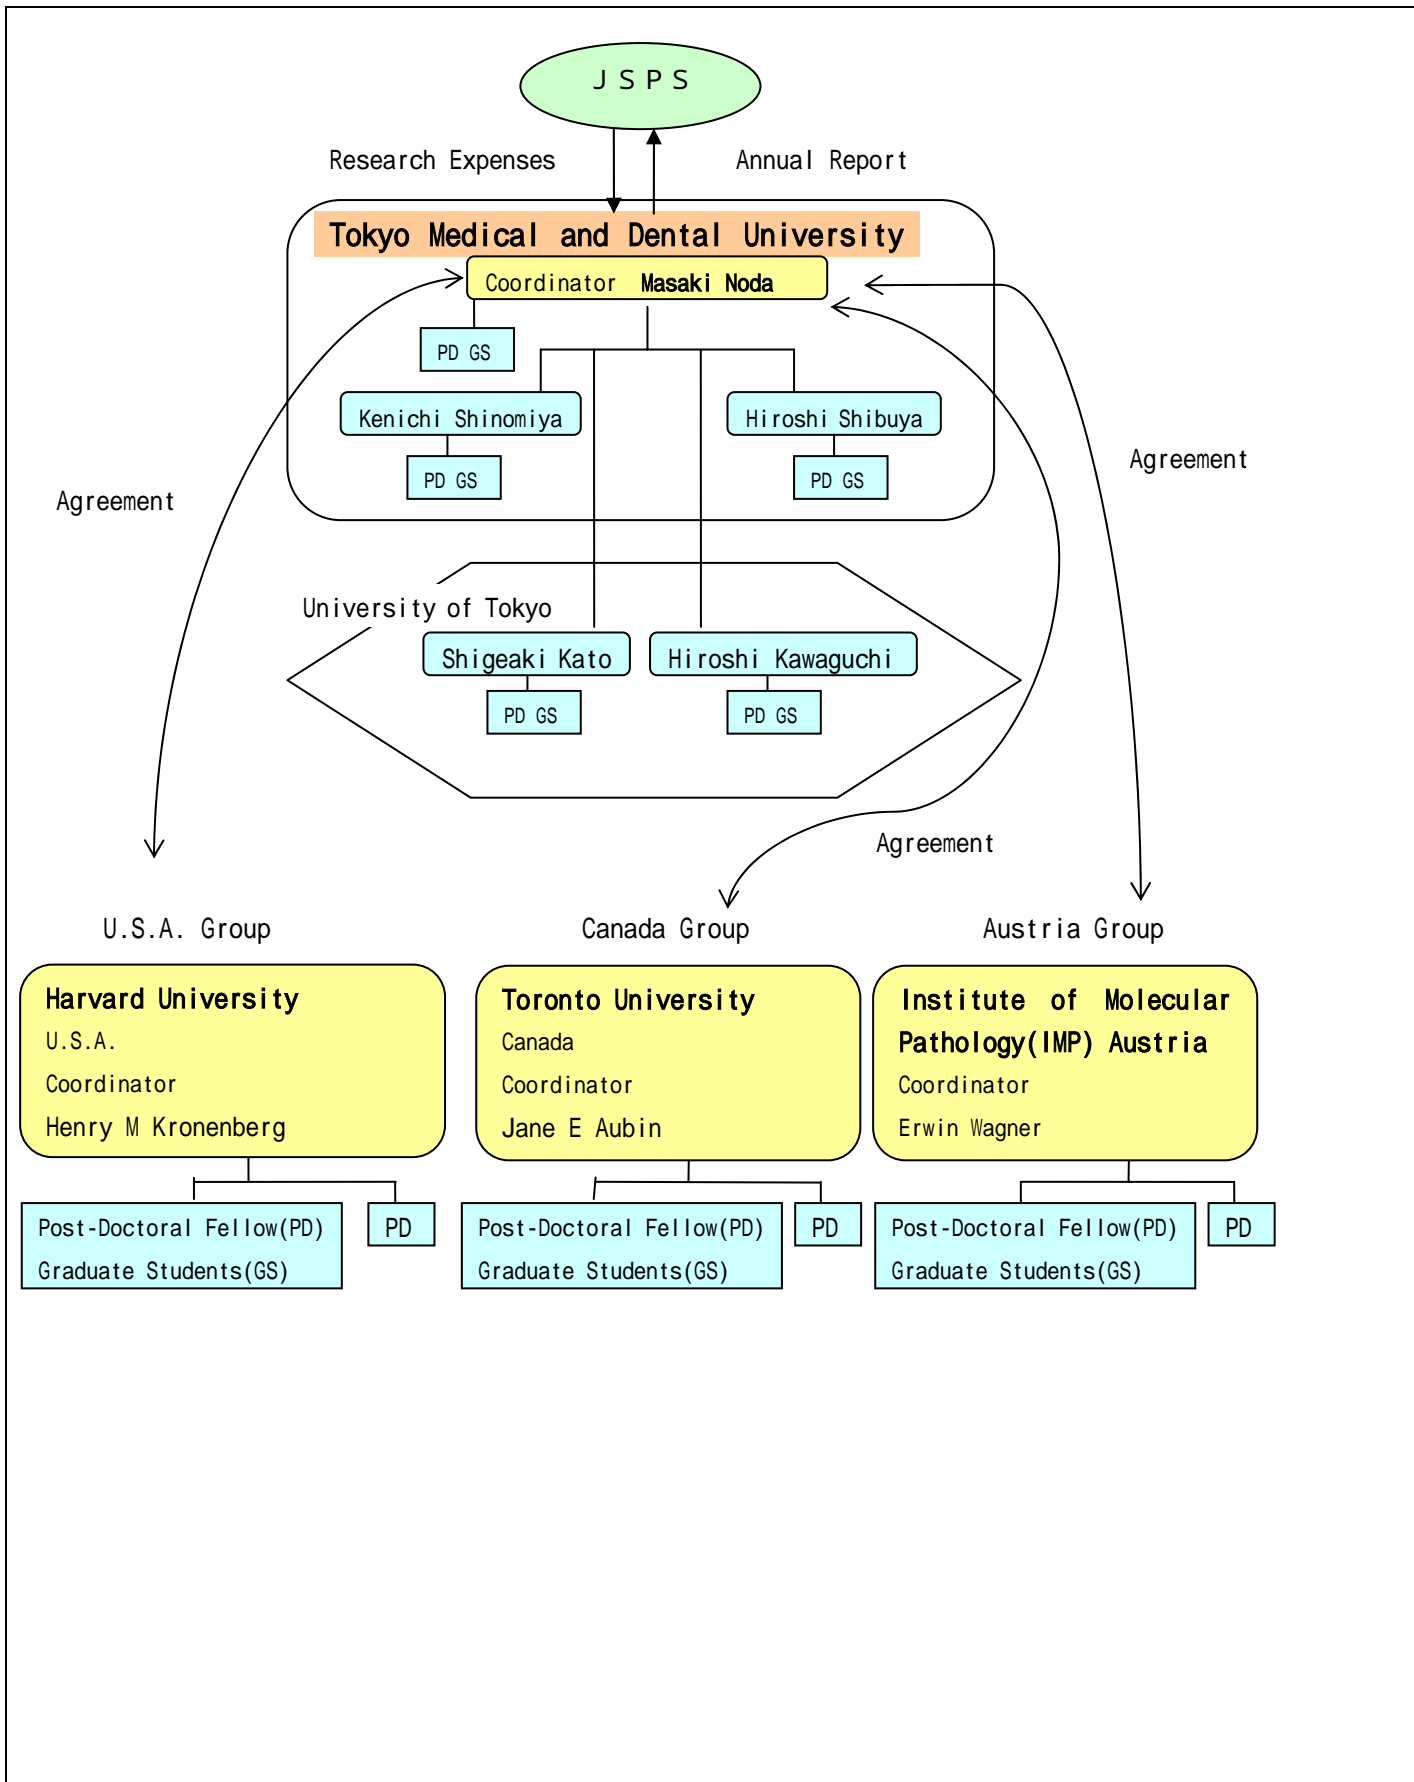 JSPS
Research Expenses
Annual Report
Tokyo Medical and Dental University
Coordinator Masaki Noda
PD GS
Kenichi Shinomiya
Hiroshi Shibuya
PD GS
PD GS
Agreement
Agreement
University of Tokyo
Shigeaki Kato
Hiroshi Kawaguchi
PD GS
PD GS
Agreement
U.S.A. Group
Canada Group
Austria Group
Harvard University
U.S.A.
Coordinator
Henry M Kronenberg
Toronto University
Canada
Coordinator
Jane E Aubin
Institute of Molecular
Pathology(IMP) Austria
Coordinator
Erwin Wagner
Post-Doctoral Fellow(PD)
Graduate Students(GS)
PD
Post-Doctoral Fellow(PD)
Graduate Students(GS)
PD
Post-Doctoral Fellow(PD)
Graduate Students(GS)
PD